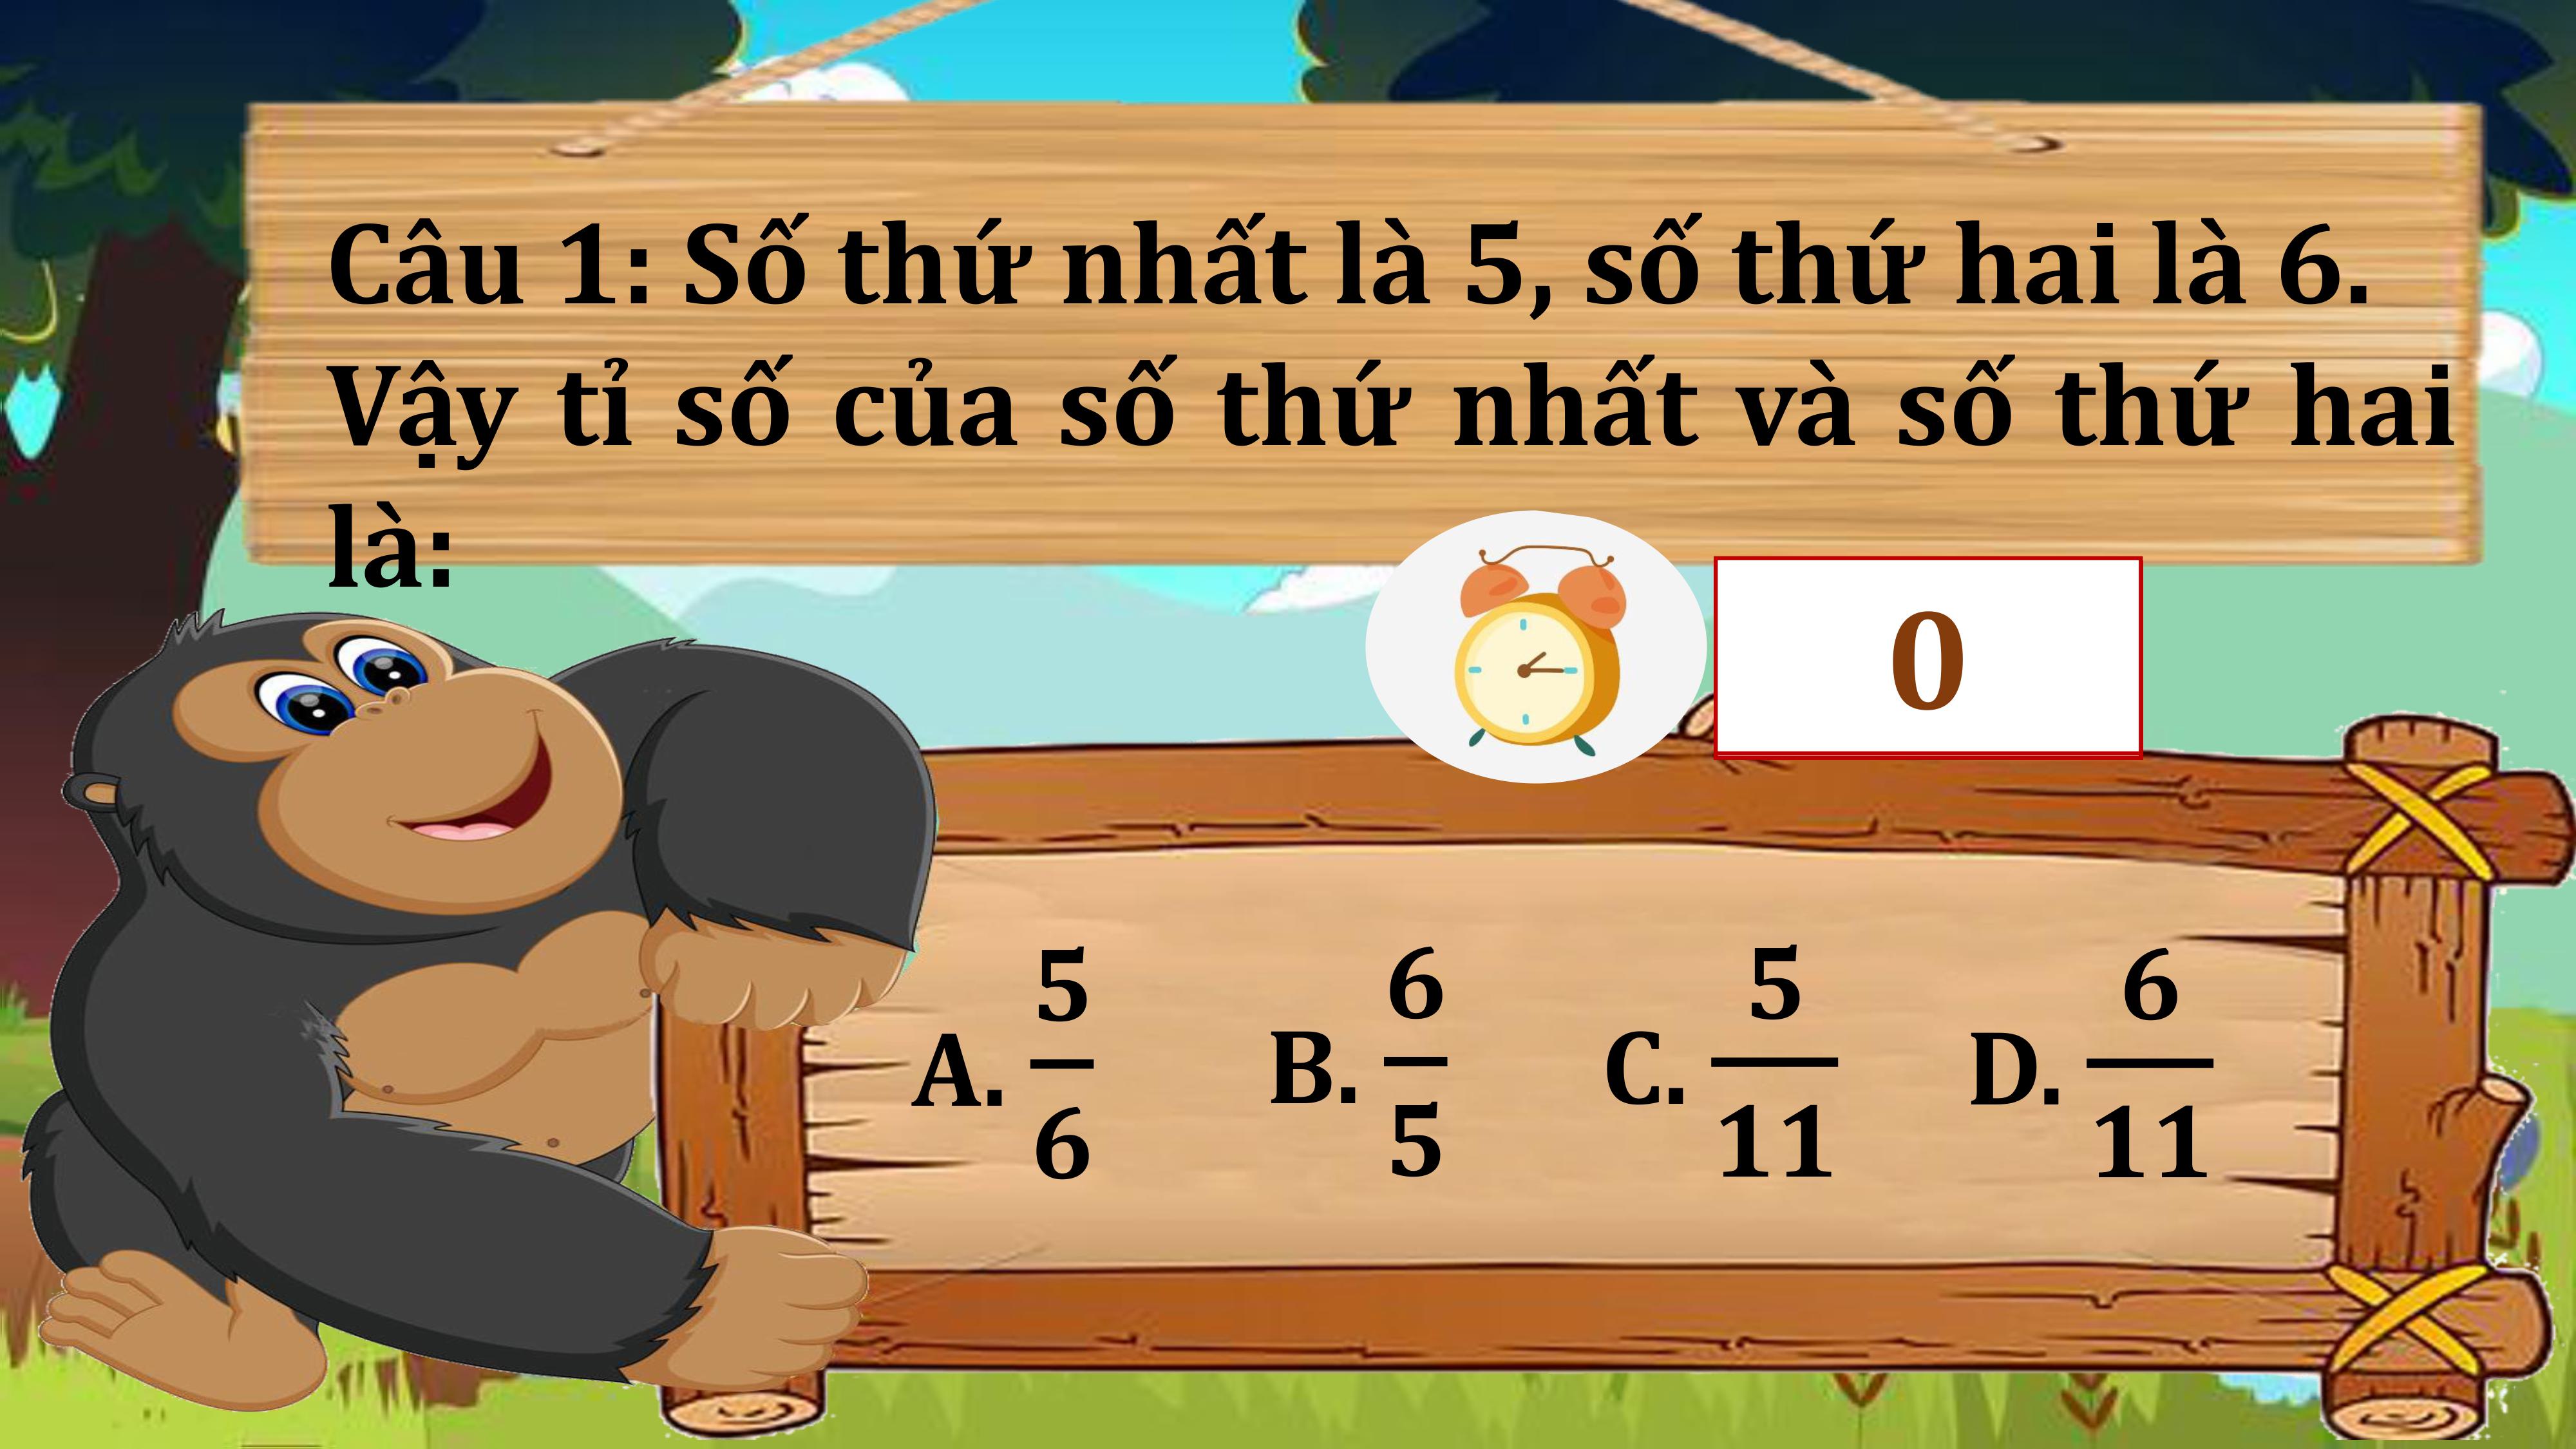 Câu 1: Số thứ nhất là 5, số thứ hai là 6.
Vậy tỉ số của số thứ nhất và số thứ hai
là:
0
A. 5/6 B. 6/5 C. 5/11 D. 6/11